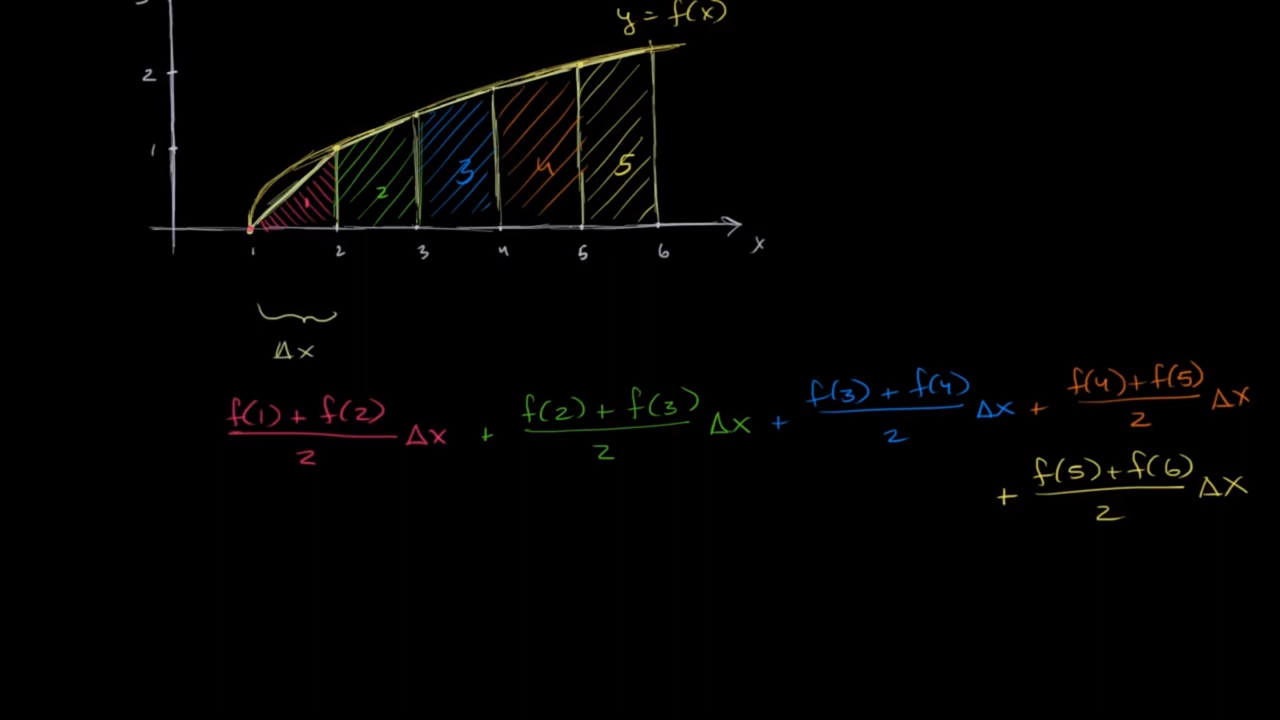 y = f(x)
2
1
1 2 3 4 5
1 2 3 4 5 6 x
Δx
f(1) + f(2) / 2 Δx + f(2) + f(3) / 2 Δx + f(3) + f(4) / 2 Δx + f(4) + f(5) / 2 Δx
+ f(5) + f(6) / 2 Δx